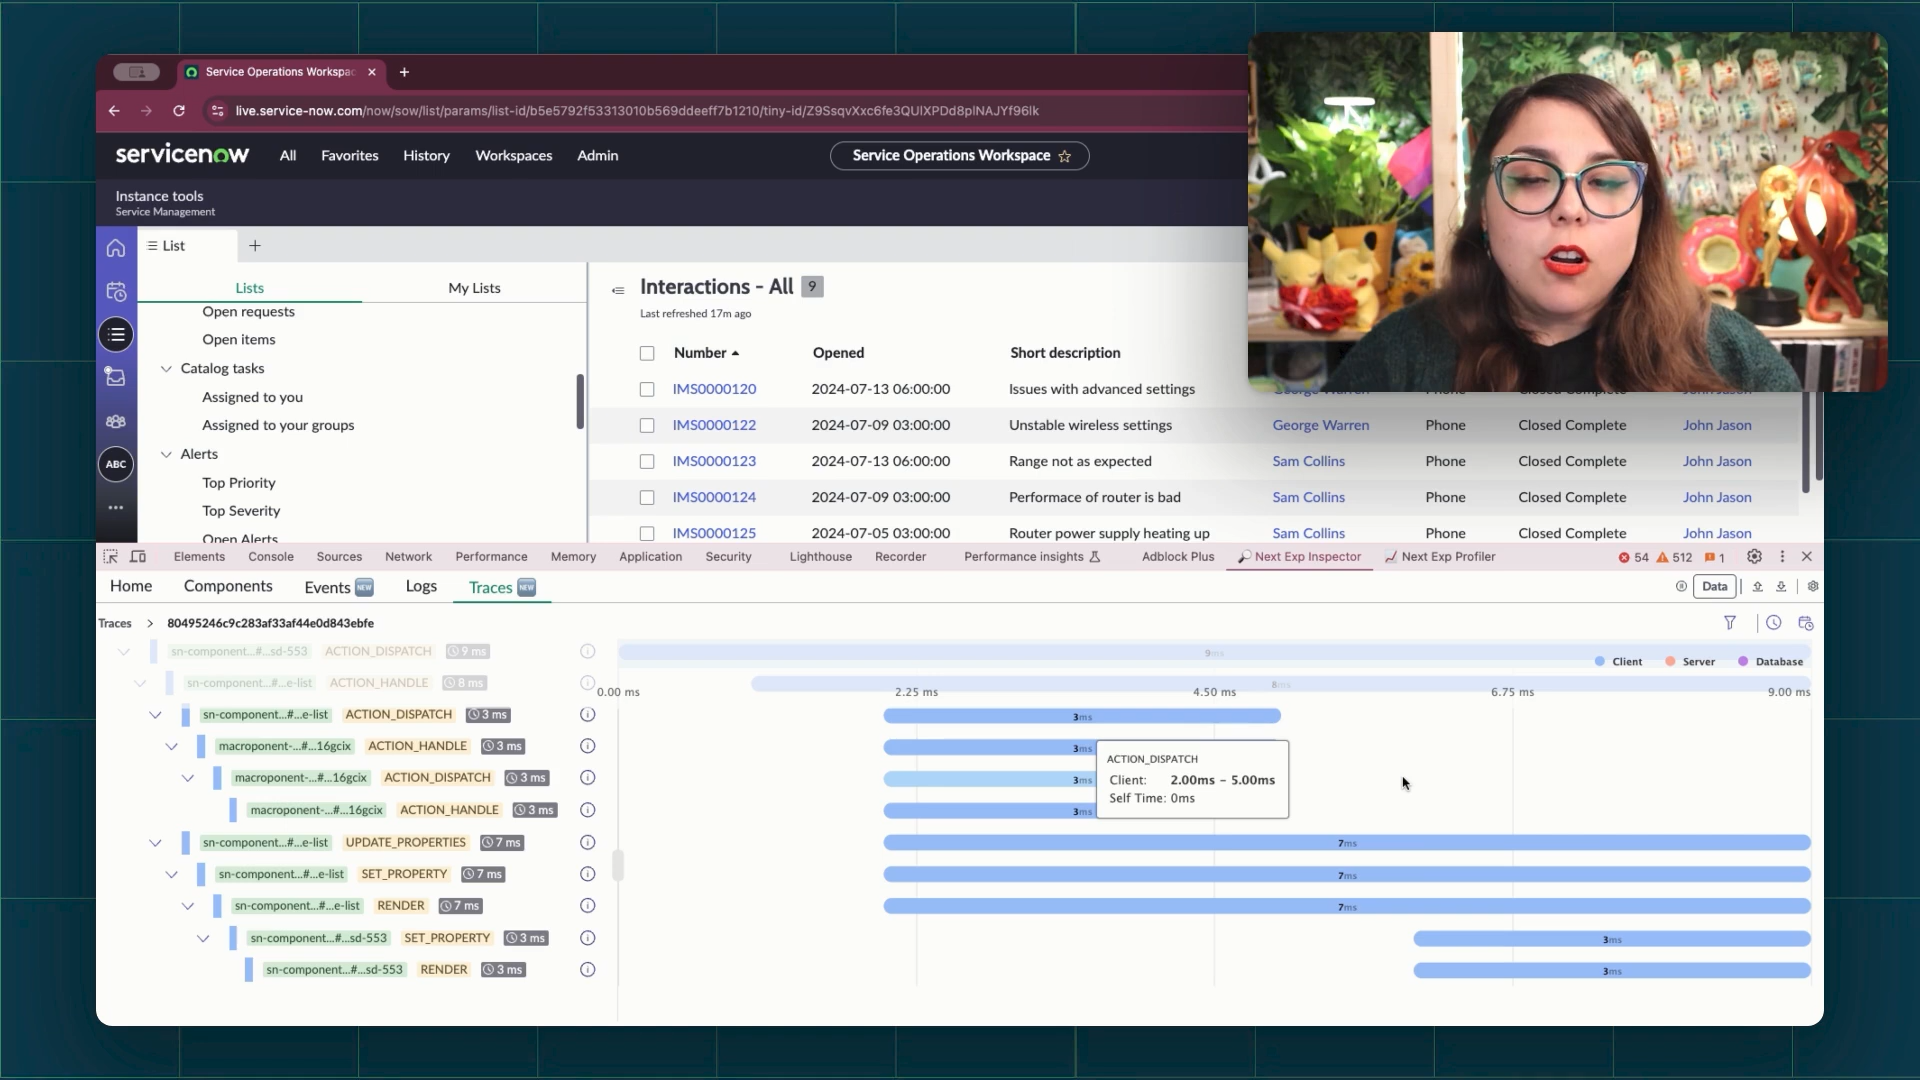 Service Operations Workspac
live.service-now.com/now/sow/list/params/list-id/b5e5792f53313010b569ddeeff7b1210/tiny-id/Z9SsqvXxc6fe3QUIXPDd8plNAJYf96lk
servicenow All Favorites History Workspaces Admin Service Operations Workspace
Instance tools
Service Management
List
Lists My Lists
Open requests
Open items
Catalog tasks
Assigned to you
Assigned to your groups
Alerts
Top Priority
Top Severity
Open Alerts
ABC
Interactions - All 9
Last refreshed 17m ago
Number Opened Short description
IMS0000120 2024-07-13 06:00:00 Issues with advanced settings George Warren Phone Closed Complete John Jason
IMS0000122 2024-07-09 03:00:00 Unstable wireless settings George Warren Phone Closed Complete John Jason
IMS0000123 2024-07-13 06:00:00 Range not as expected Sam Collins Phone Closed Complete John Jason
IMS0000124 2024-07-09 03:00:00 Performace of router is bad Sam Collins Phone Closed Complete John Jason
IMS0000125 2024-07-05 03:00:00 Router power supply heating up Sam Collins Phone Closed Complete John Jason
Elements Console Sources Network Performance Memory Application Security Lighthouse Recorder Performance insights Adblock Plus Next Exp Inspector Next Exp Profiler 54 512 1
Home Components Events NEW Logs Traces NEW Data
Traces > 80495246c9c283af33af44e0d843ebfe
sn-component...#...sd-553 ACTION_DISPATCH 9 ms 9ms
Client Server Database
sn-component...#...e-list ACTION_HANDLE 8 ms 8ms
0.00 ms 2.25 ms 4.50 ms 6.75 ms 9.00 ms
sn-component...#...e-list ACTION_DISPATCH 3 ms 3ms
macroponent-...#...16gcix ACTION_HANDLE 3 ms 3ms
macroponent-...#...16gcix ACTION_DISPATCH 3 ms 3ms
macroponent-...#...16gcix ACTION_HANDLE 3 ms 3ms
ACTION_DISPATCH
Client: 2.00ms – 5.00ms
Self Time: 0ms
sn-component...#...e-list UPDATE_PROPERTIES 7 ms 7ms
sn-component...#...e-list SET_PROPERTY 7 ms 7ms
sn-component...#...e-list RENDER 7 ms 7ms
sn-component...#...sd-553 SET_PROPERTY 3 ms 3ms
sn-component...#...sd-553 RENDER 3 ms 3ms